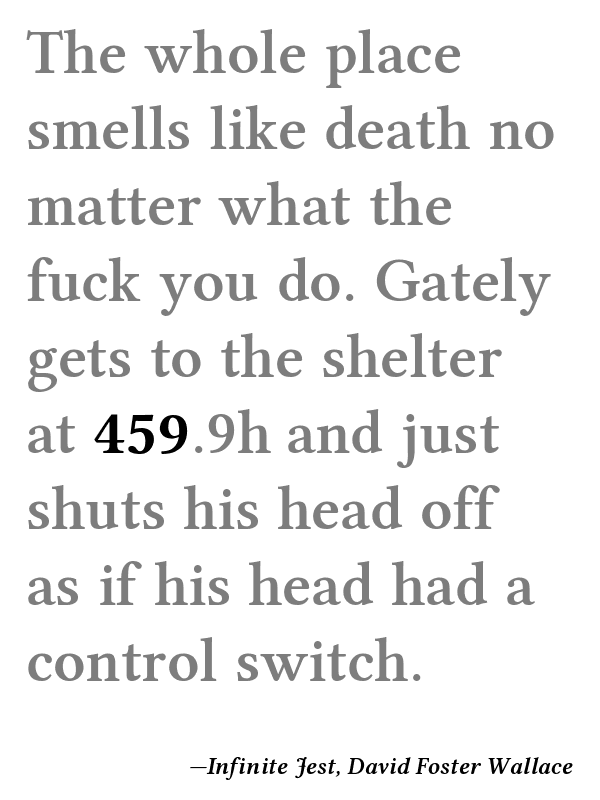 The whole place
smells like death no
matter what the
fuck you do. Gately
gets to the shelter
at 459.9h and just
shuts his head off
as if his head had a
control switch.
—Infinite Jest, David Foster Wallace